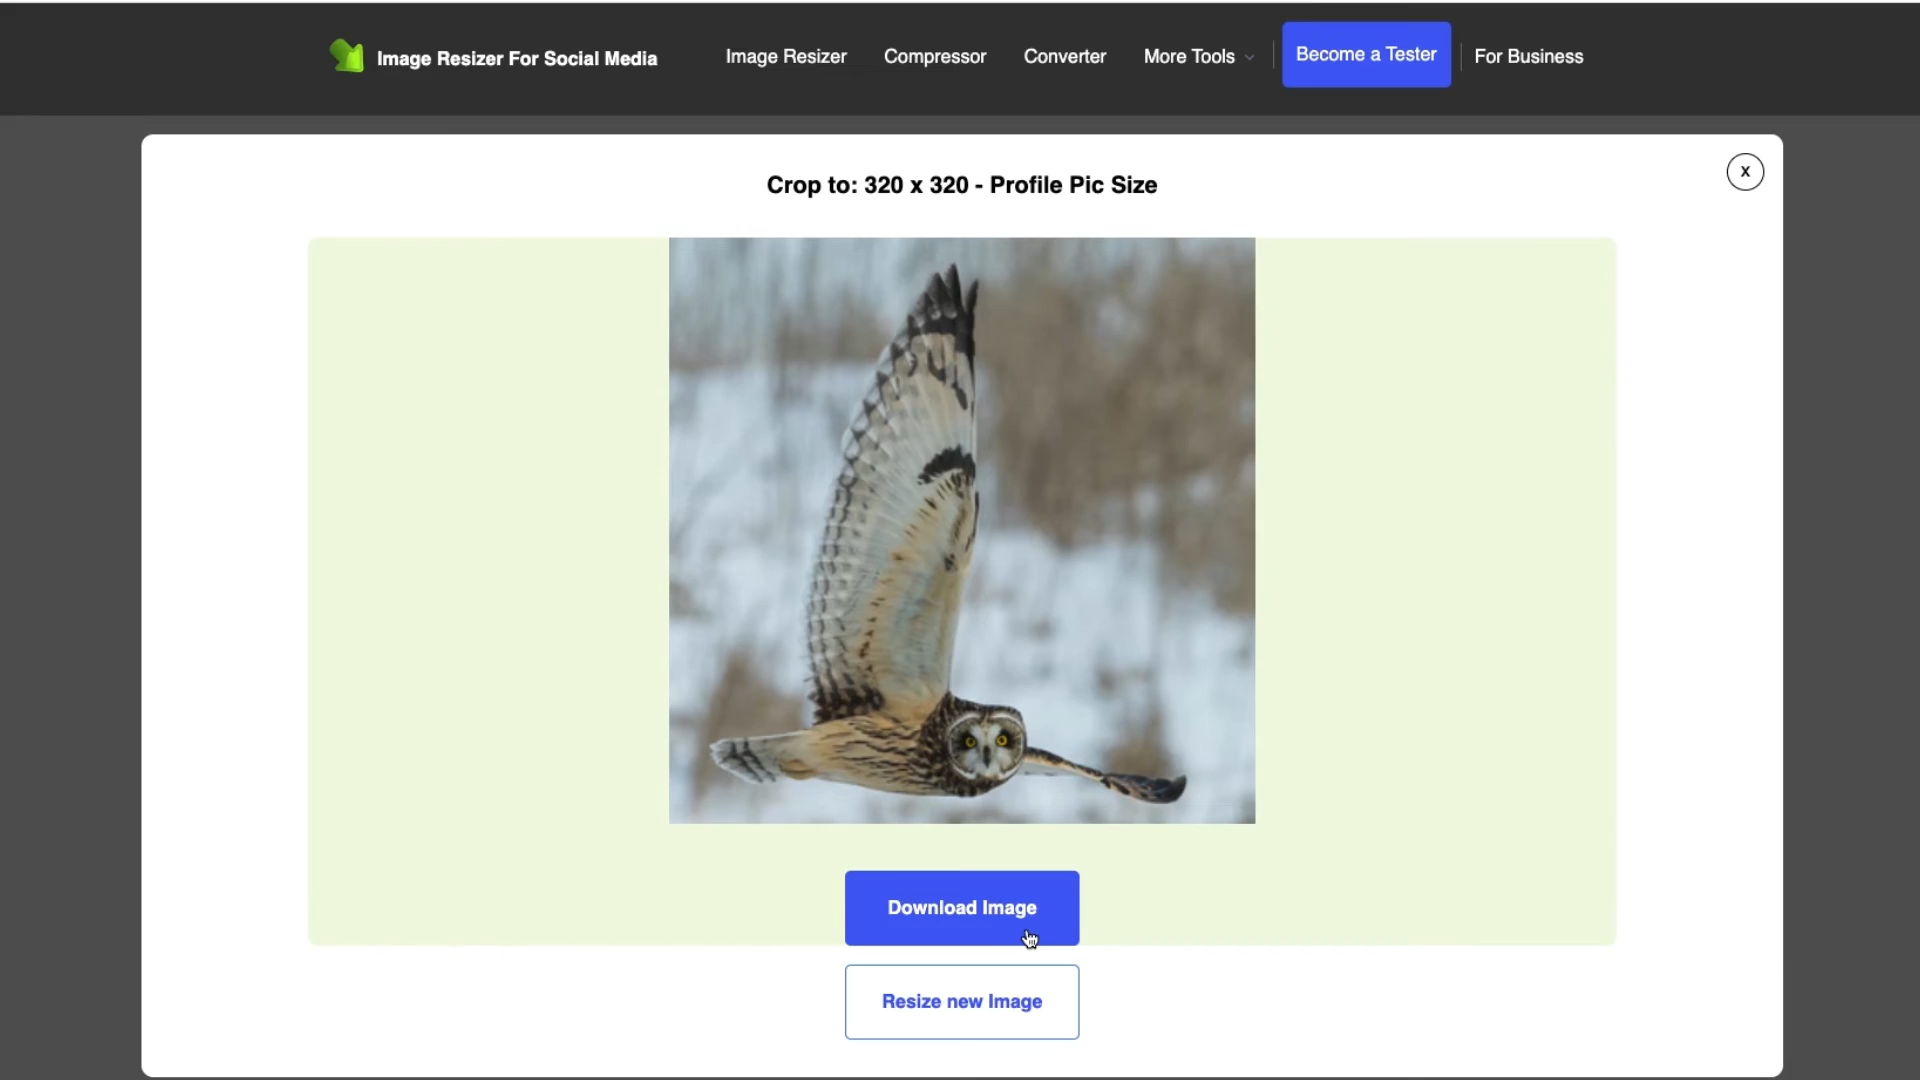 Image Resizer For Social Media
Image Resizer
Compressor
Converter
More Tools
Become a Tester
For Business
Crop to: 320 x 320 - Profile Pic Size
X
Download Image
Resize new Image